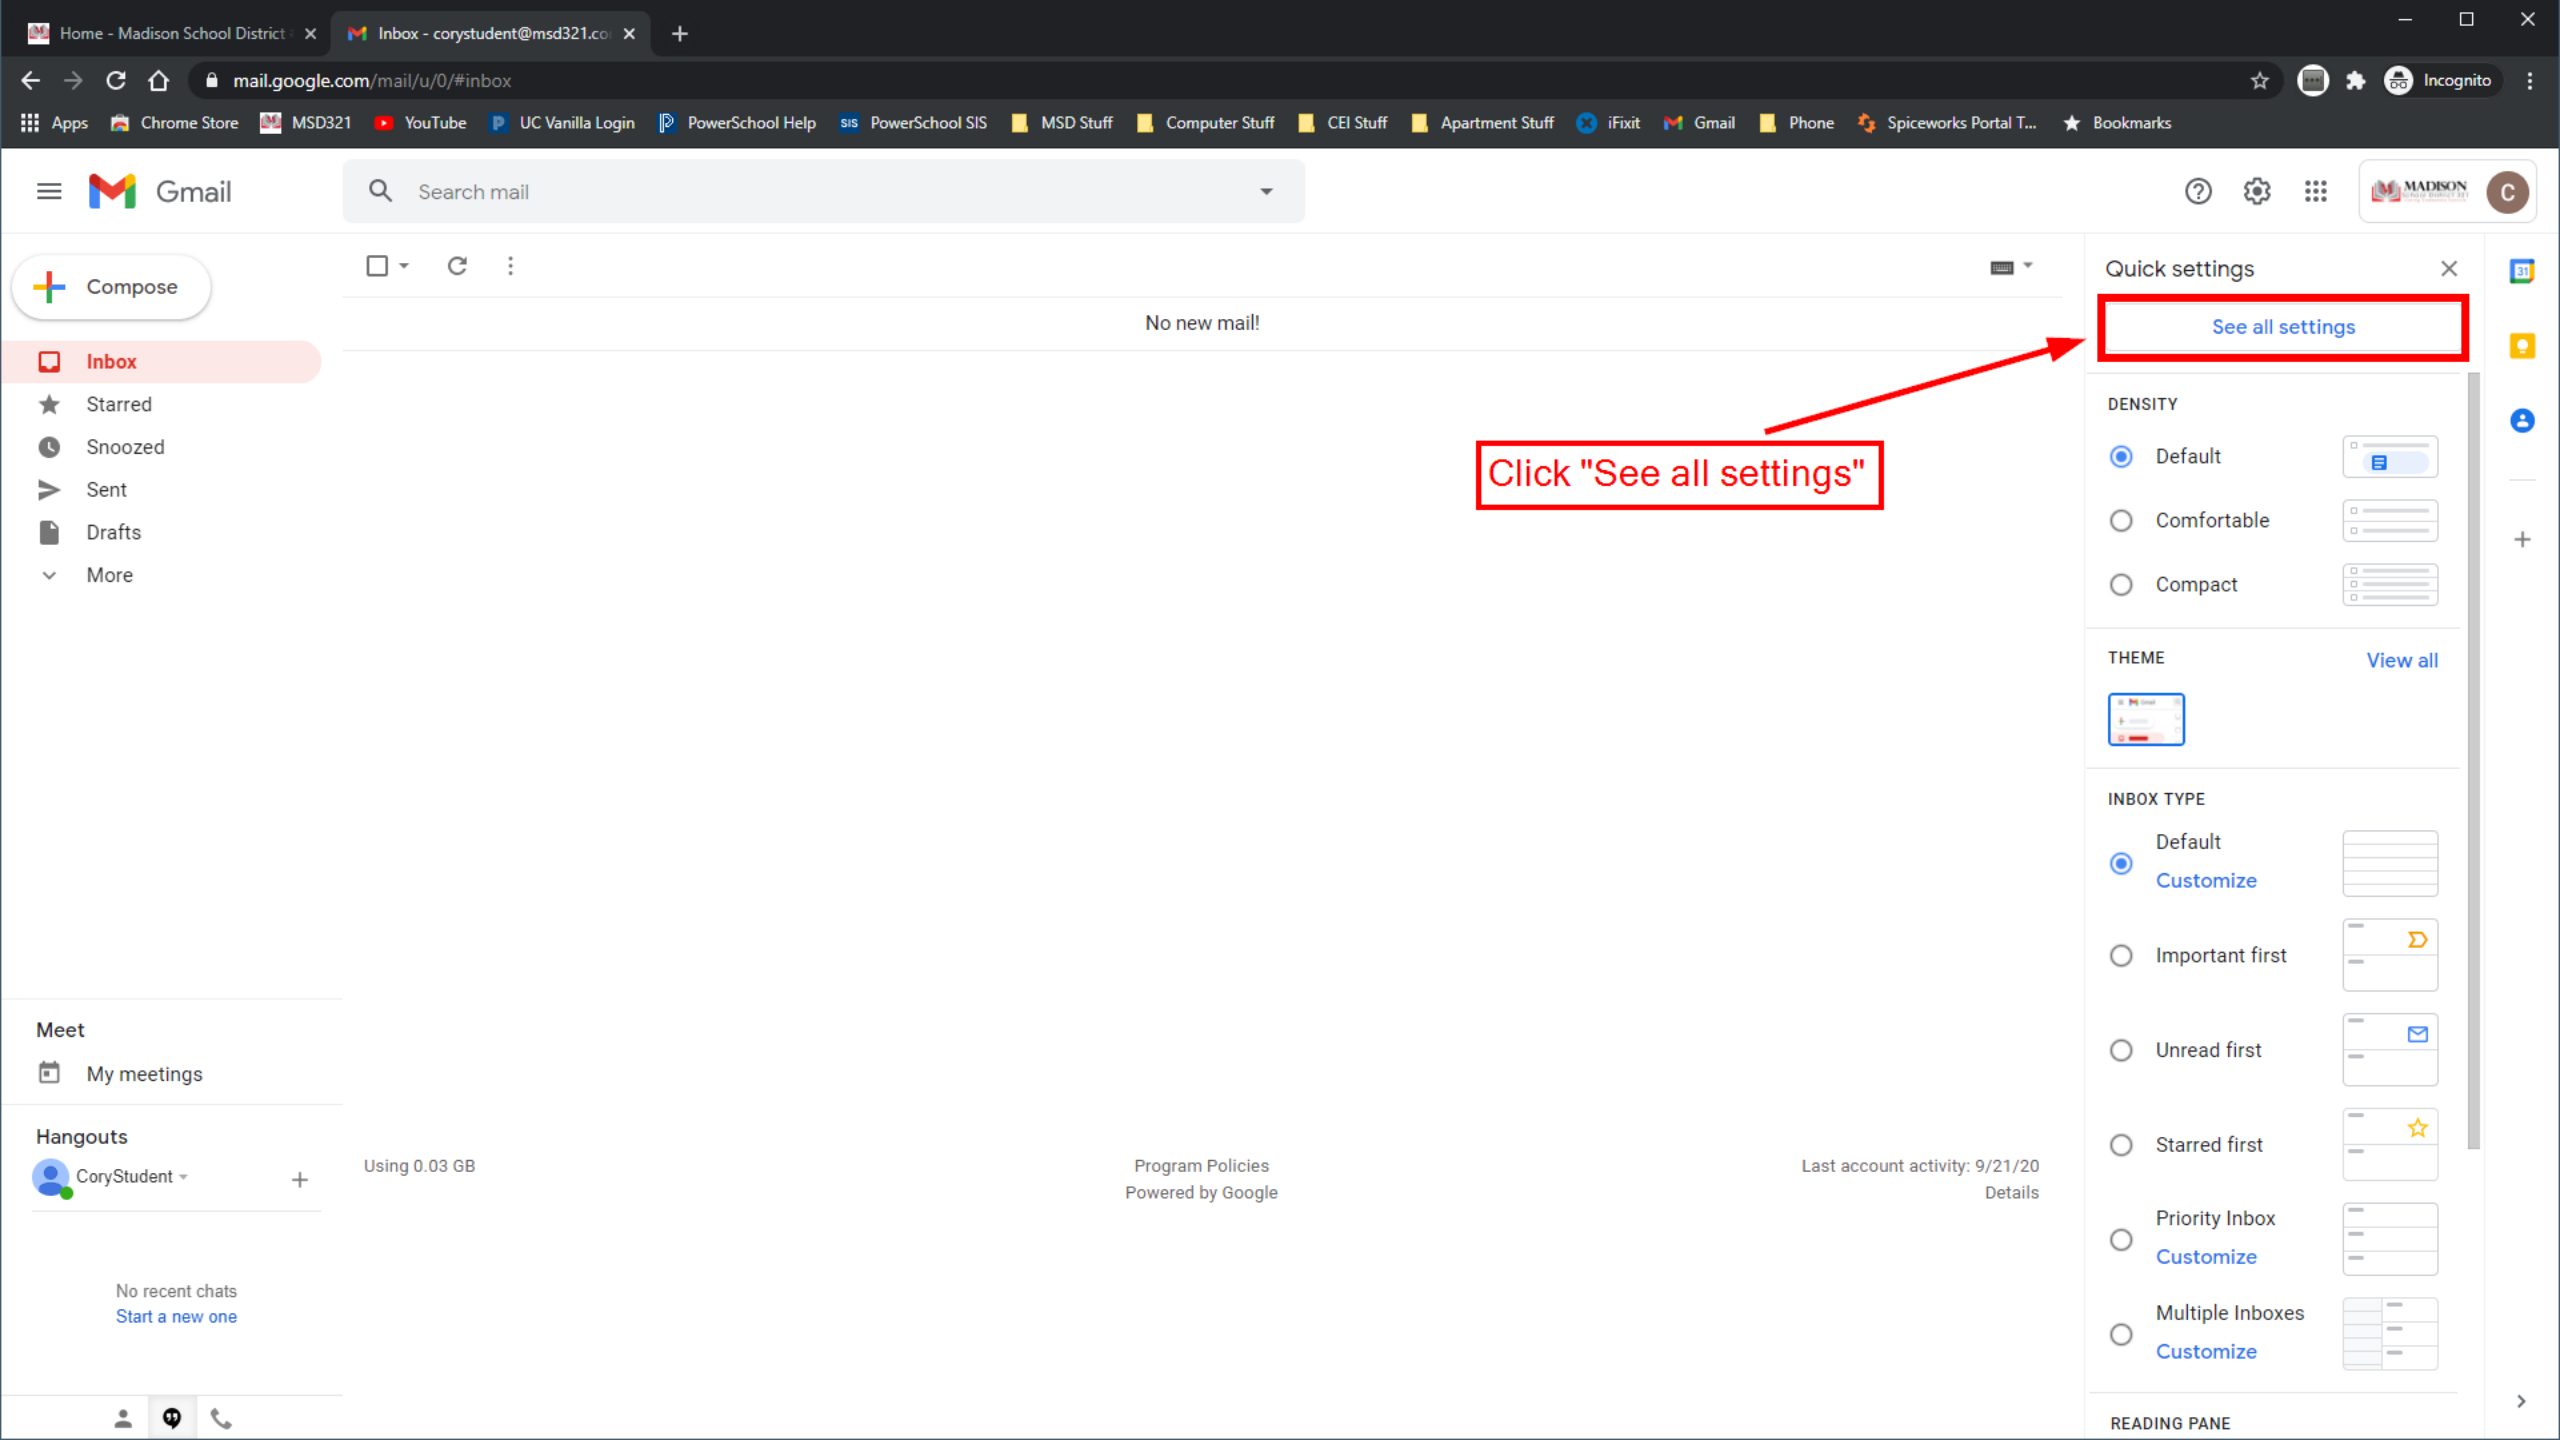 Home - Madison School District
Inbox - corystudent@msd321.co
mail.google.com/mail/u/0/#inbox
Incognito
Apps
Chrome Store
MSD321
YouTube
UC Vanilla Login
PowerSchool Help
SIS
PowerSchool SIS
MSD Stuff
Computer Stuff
CEI Stuff
Apartment Stuff
iFixit
Gmail
Phone
Spiceworks Portal T...
Bookmarks
Gmail
Search mail
MADISON
C
Compose
Quick settings
31
No new mail!
See all settings
Inbox
Starred
Snoozed
Sent
Drafts
More
Click "See all settings"
DENSITY
Default
Comfortable
Compact
THEME
View all
INBOX TYPE
Default
Customize
Important first
Unread first
Starred first
Priority Inbox
Customize
Multiple Inboxes
Customize
READING PANE
Meet
My meetings
Hangouts
CoryStudent
No recent chats
Start a new one
Using 0.03 GB
Program Policies
Powered by Google
Last account activity: 9/21/20
Details